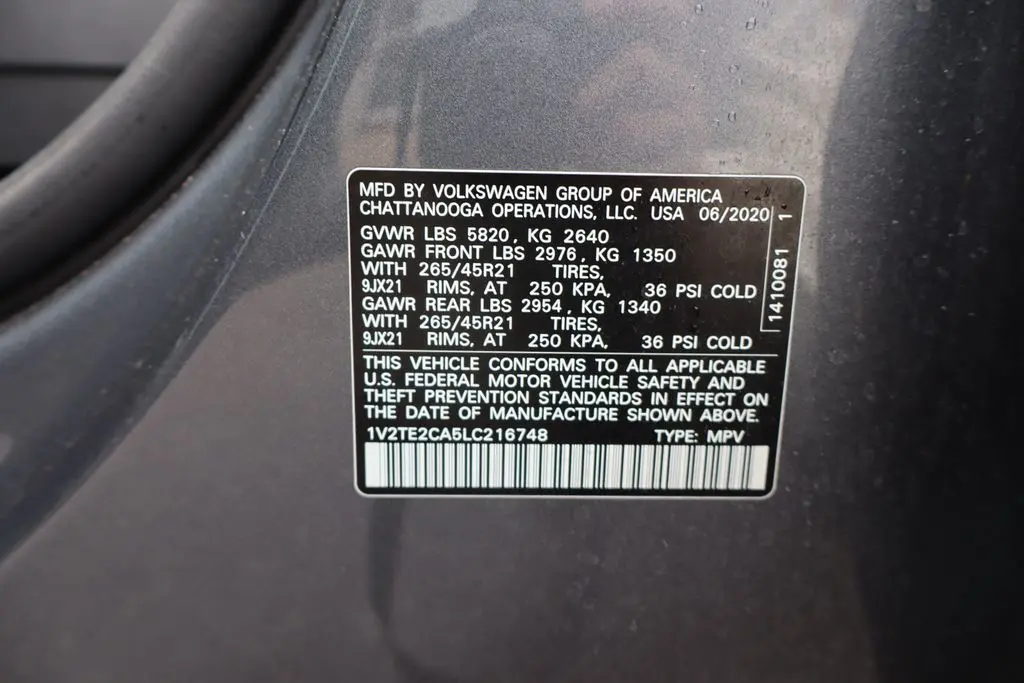 MFD BY VOLKSWAGEN GROUP OF AMERICA
CHATTANOOGA OPERATIONS, LLC. USA 06/2020
GVWR LBS 5820, KG 2640
GAWR FRONT LBS 2976, KG 1350
WITH 265/45R21 TIRES,
9JX21 RIMS, AT 250 KPA, 36 PSI COLD
GAWR REAR LBS 2954, KG 1340
WITH 265/45R21 TIRES,
9JX21 RIMS, AT 250 KPA, 36 PSI COLD
1410081 1
THIS VEHICLE CONFORMS TO ALL APPLICABLE
U.S. FEDERAL MOTOR VEHICLE SAFETY AND
THEFT PREVENTION STANDARDS IN EFFECT ON
THE DATE OF MANUFACTURE SHOWN ABOVE.
1V2TE2CA5LC216748 TYPE: MPV